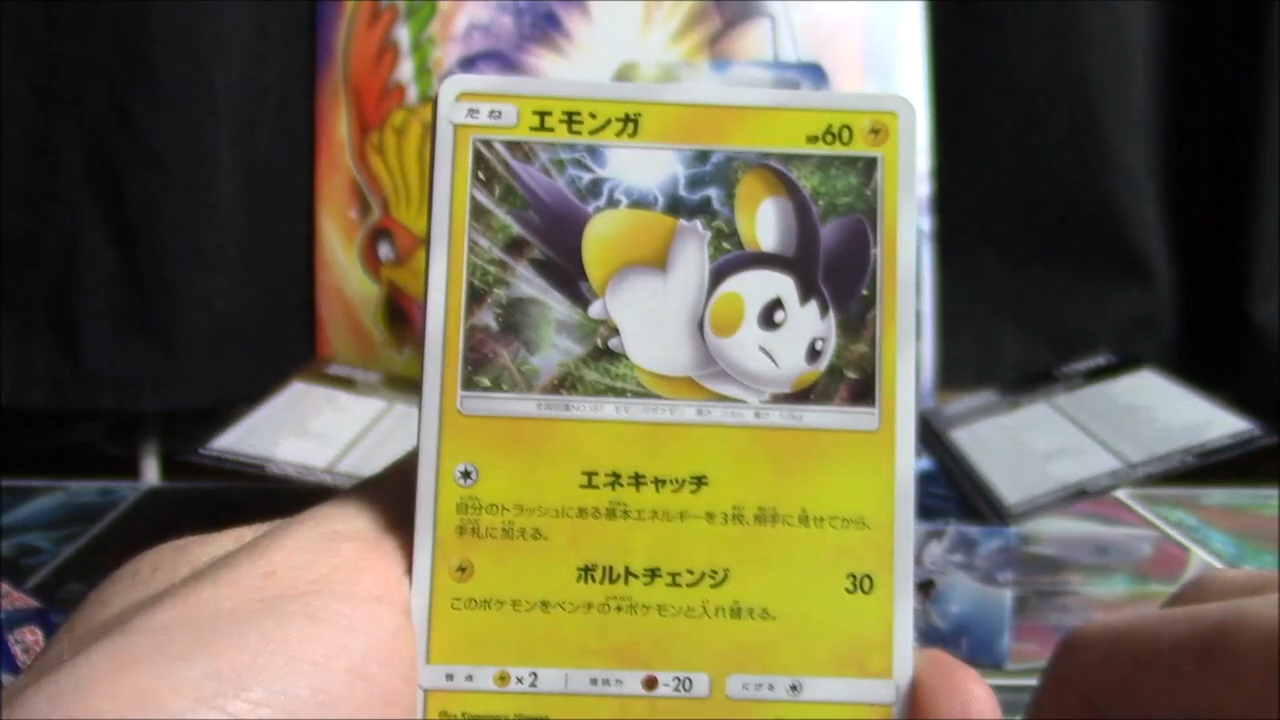 たね エモンガ HP60
エネキャッチ
自分のトラッシュにある基本エネルギーを3枚、相手に見せてから、
手札に加える。
ボルトチェンジ 30
このポケモンをベンチのポケモンと入れ替える。
弱点 ×2 抵抗力 -20 にげる